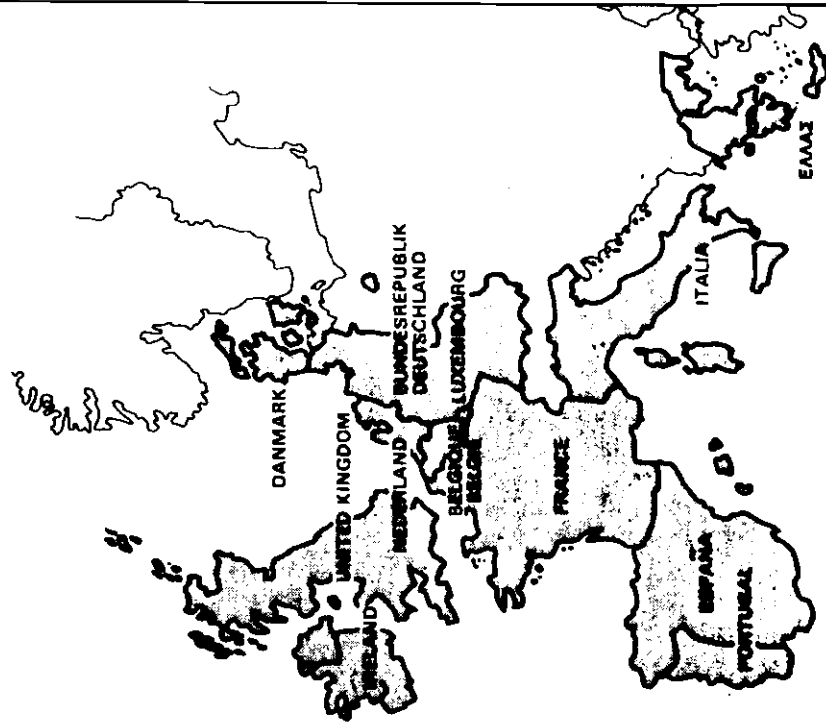 DANMARK
UNITED KINGDOM
IRELAND
NEDERLAND
BUNDESREPUBLIK
DEUTSCHLAND
BELGIQUE
BELGIË
LUXEMBOURG
FRANCE
ESPAÑA
PORTUGAL
ITALIA
ΕΛΛΑΣ